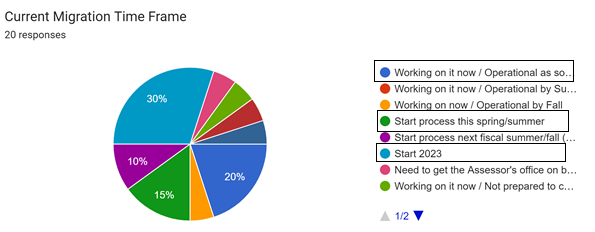 Current Migration Time Frame
20 responses
30%
10%
15%
20%
Working on it now / Operational as so...
Working on it now / Operational by Su...
Working on now / Operational by Fall
Start process this spring/summer
Start process next fiscal summer/fall (...
Start 2023
Need to get the Assessor's office on b...
Working on it now / Not prepared to c...
1/2